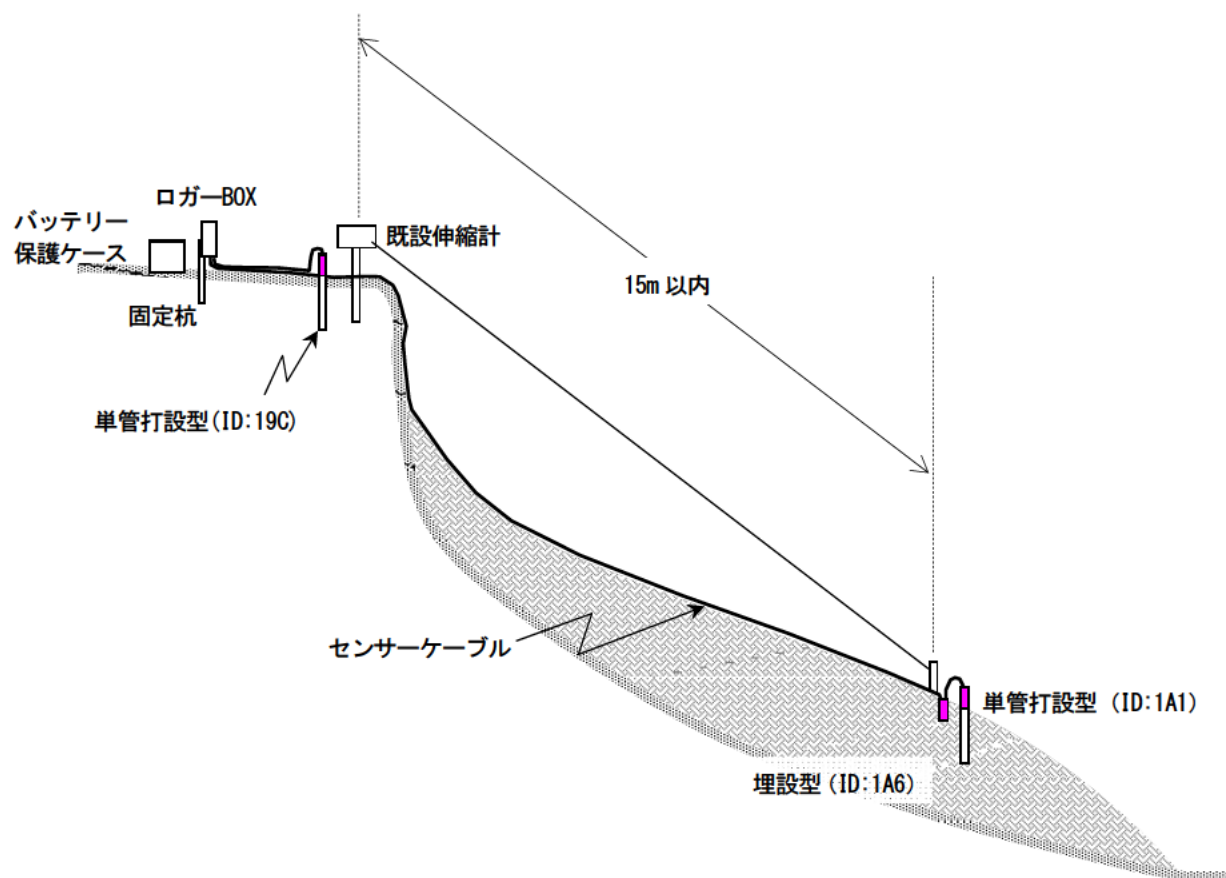 ロガーBOX
バッテリー
保護ケース
既設伸縮計
15m 以内
固定杭
単管打設型(ID:19C)
センサーケーブル
単管打設型 (ID:1A1)
埋設型(ID:1A6)